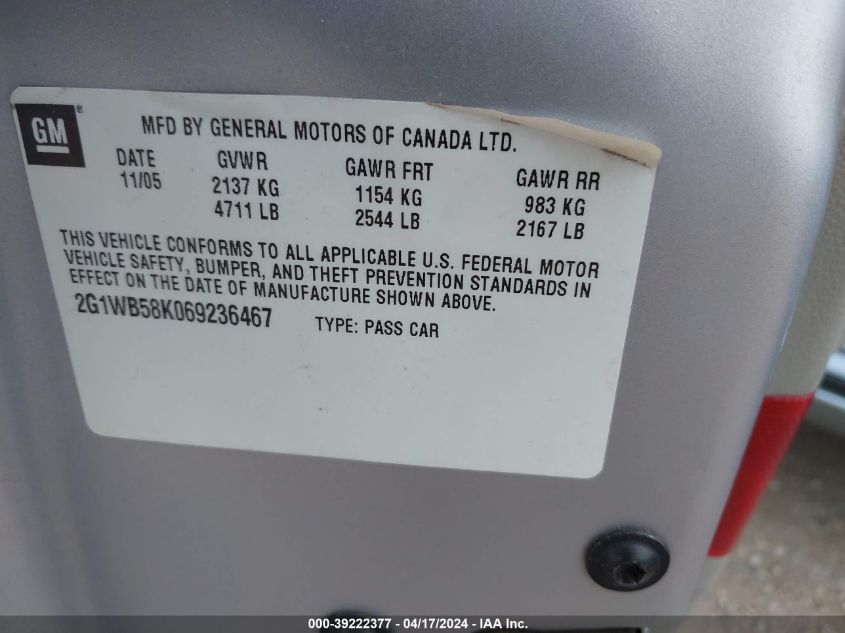 GM®
MFD BY GENERAL MOTORS OF CANADA LTD.
DATE GVWR GAWR FRT GAWR RR
11/05 2137 KG 1154 KG 983 KG
4711 LB 2544 LB 2167 LB
THIS VEHICLE CONFORMS TO ALL APPLICABLE U.S. FEDERAL MOTOR
VEHICLE SAFETY, BUMPER, AND THEFT PREVENTION STANDARDS IN
EFFECT ON THE DATE OF MANUFACTURE SHOWN ABOVE.
2G1WB58K069236467 TYPE: PASS CAR
000-39222377 - 04/17/2024 - IAA Inc.